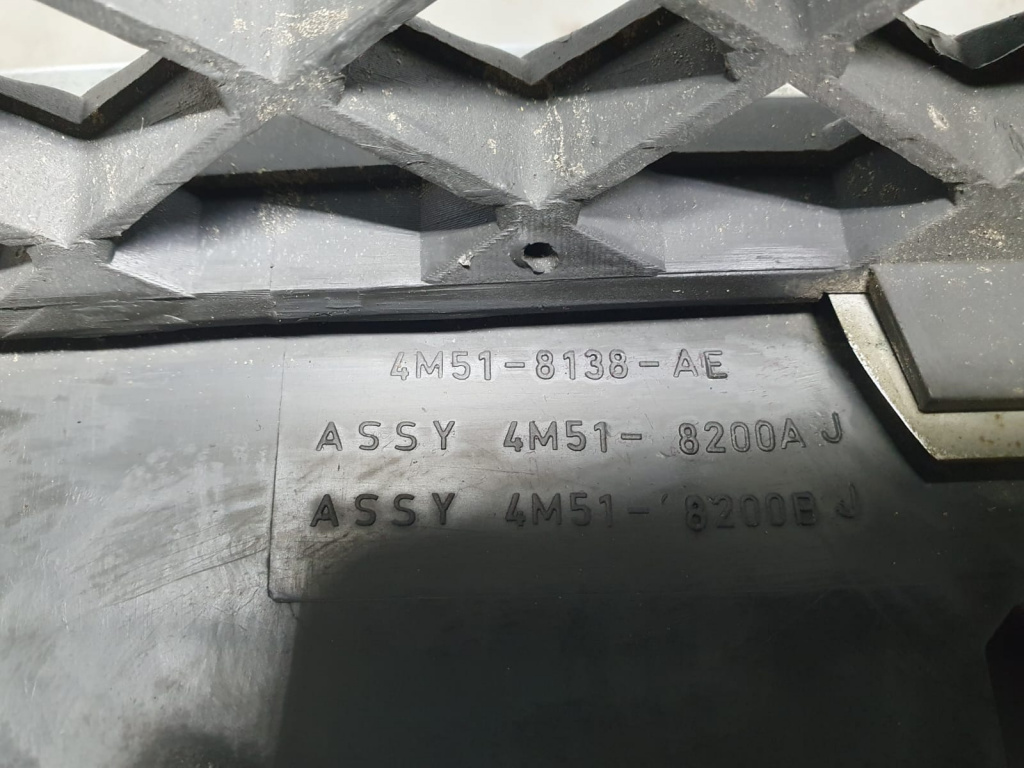 4M51-8138-AE
ASSY 4M51- 8200A J
ASSY 4M51- 8200B J